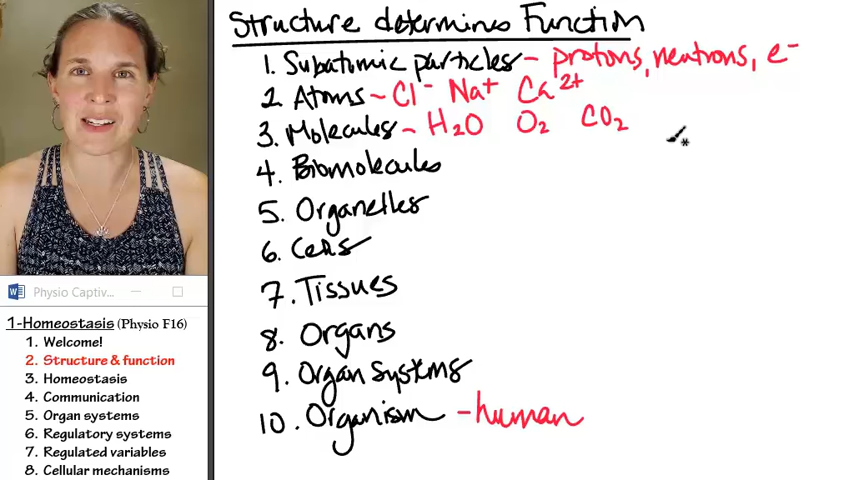 Structure determines Function
1. Subatomic particles - protons, neutrons, e⁻
2 Atoms ~ Cl⁻ Na⁺ Ca²⁺
3. Molecules ~ H₂O O₂ CO₂
4. Biomolecules
5. Organelles
6. Cells
7. Tissues
8. Organs
9. Organ Systems
10. Organism - human
Physio Captiv...
1-Homeostasis (Physio F16)
1. Welcome!
2. Structure & function
3. Homeostasis
4. Communication
5. Organ systems
6. Regulatory systems
7. Regulated variables
8. Cellular mechanisms